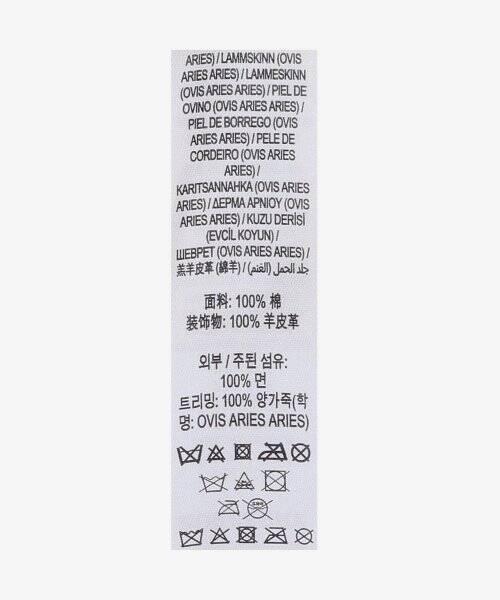 ARIES) / LAMMSKINN (OVIS
ARIES ARIES) / LAMMESKINN
(OVIS ARIES ARIES) / PIEL DE
OVINO (OVIS ARIES ARIES) /
PIEL DE BORREGO (OVIS
ARIES ARIES) / PELE DE
CORDEIRO (OVIS ARIES
ARIES) /
KARITSANNAHKA (OVIS ARIES
ARIES) / ΔΕΡΜΑ ΑΡΝΙΟΥ (OVIS
ARIES ARIES) / KUZU DERİSİ
(EVCİL KOYUN) /
ШЕВРЕТ (OVIS ARIES ARIES) /
羔羊皮革 (綿羊) / جلد الحمل (الغنم)
面料: 100% 棉
装饰物: 100% 羊皮革
외부 / 주된 섬유:
100% 면
트리밍: 100% 양가죽(학
명: OVIS ARIES ARIES)